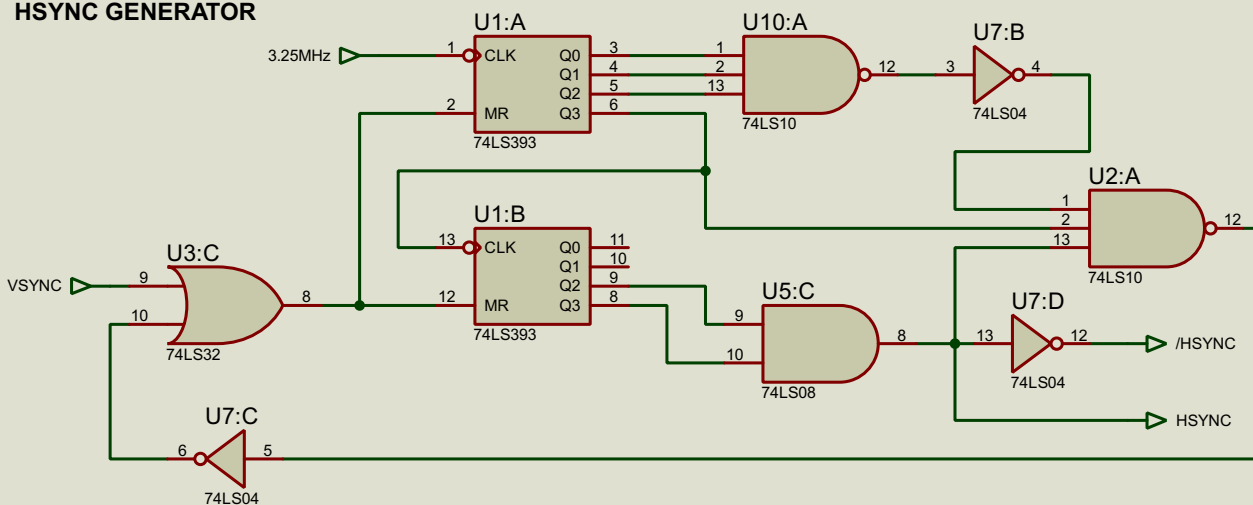 HSYNC GENERATOR
U1:A
3.25MHz
1
CLK
2
MR
Q0
Q1
Q2
Q3
3
4
5
6
74LS393
U10:A
1
2
13
12
74LS10
U7:B
3
4
74LS04
U2:A
1
2
13
12
74LS10
U1:B
13
CLK
12
MR
Q0
Q1
Q2
Q3
11
10
9
8
74LS393
U3:C
VSYNC
9
10
8
74LS32
U5:C
9
10
8
74LS08
U7:D
13
12
74LS04
/HSYNC
HSYNC
U7:C
6
5
74LS04